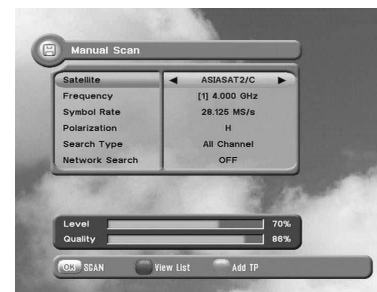 Manual Scan
Satellite ASIASAT2/C
Frequency [1] 4.000 GHz
Symbol Rate 28.125 MS/s
Polarization H
Search Type All Channel
Network Search OFF
Level 70%
Quality 86%
OK SCAN View List Add TP